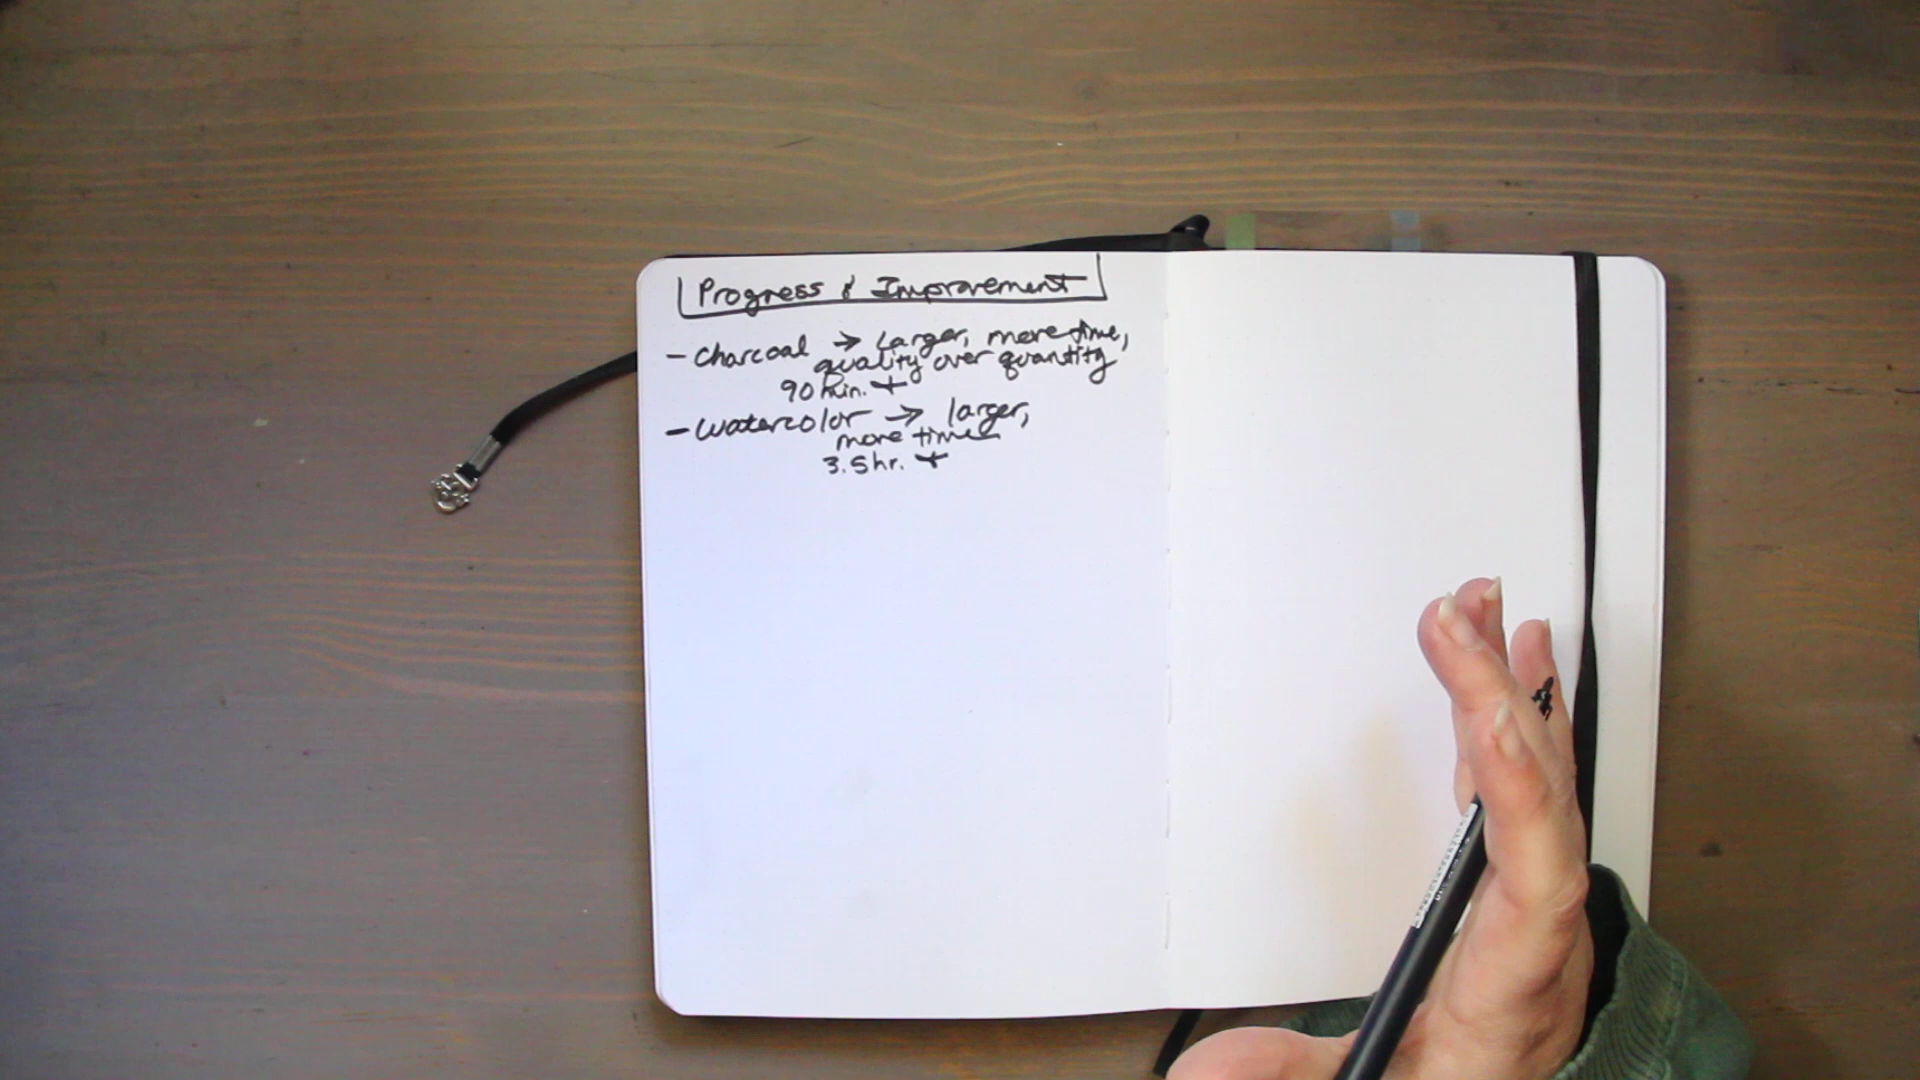 Progress & Improvement
- Charcoal → Larger, more time,
quality over quantity
90 min. +
- Watercolor → larger,
more time
3.5 hr. +